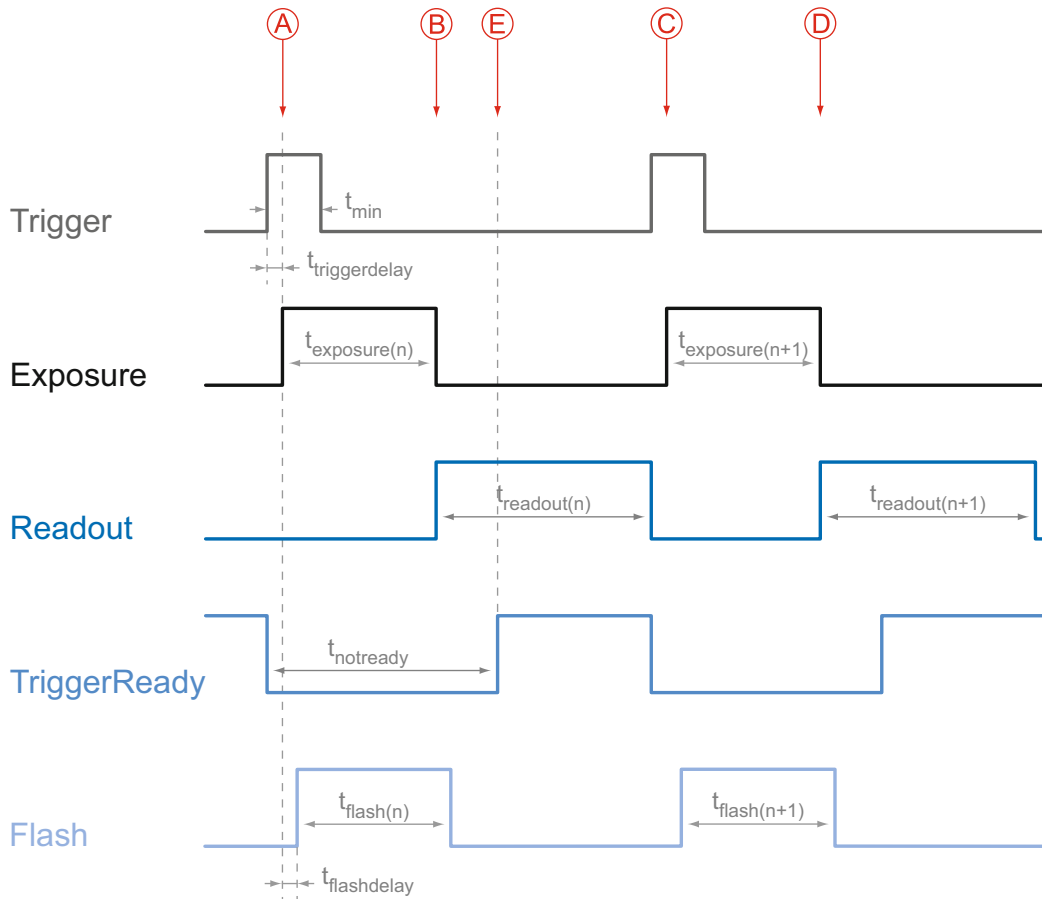 A B E C D
Trigger
t_min
t_triggerdelay
Exposure
t_exposure(n) t_exposure(n+1)
Readout
t_readout(n) t_readout(n+1)
TriggerReady
t_notready
Flash
t_flash(n) t_flash(n+1)
t_flashdelay